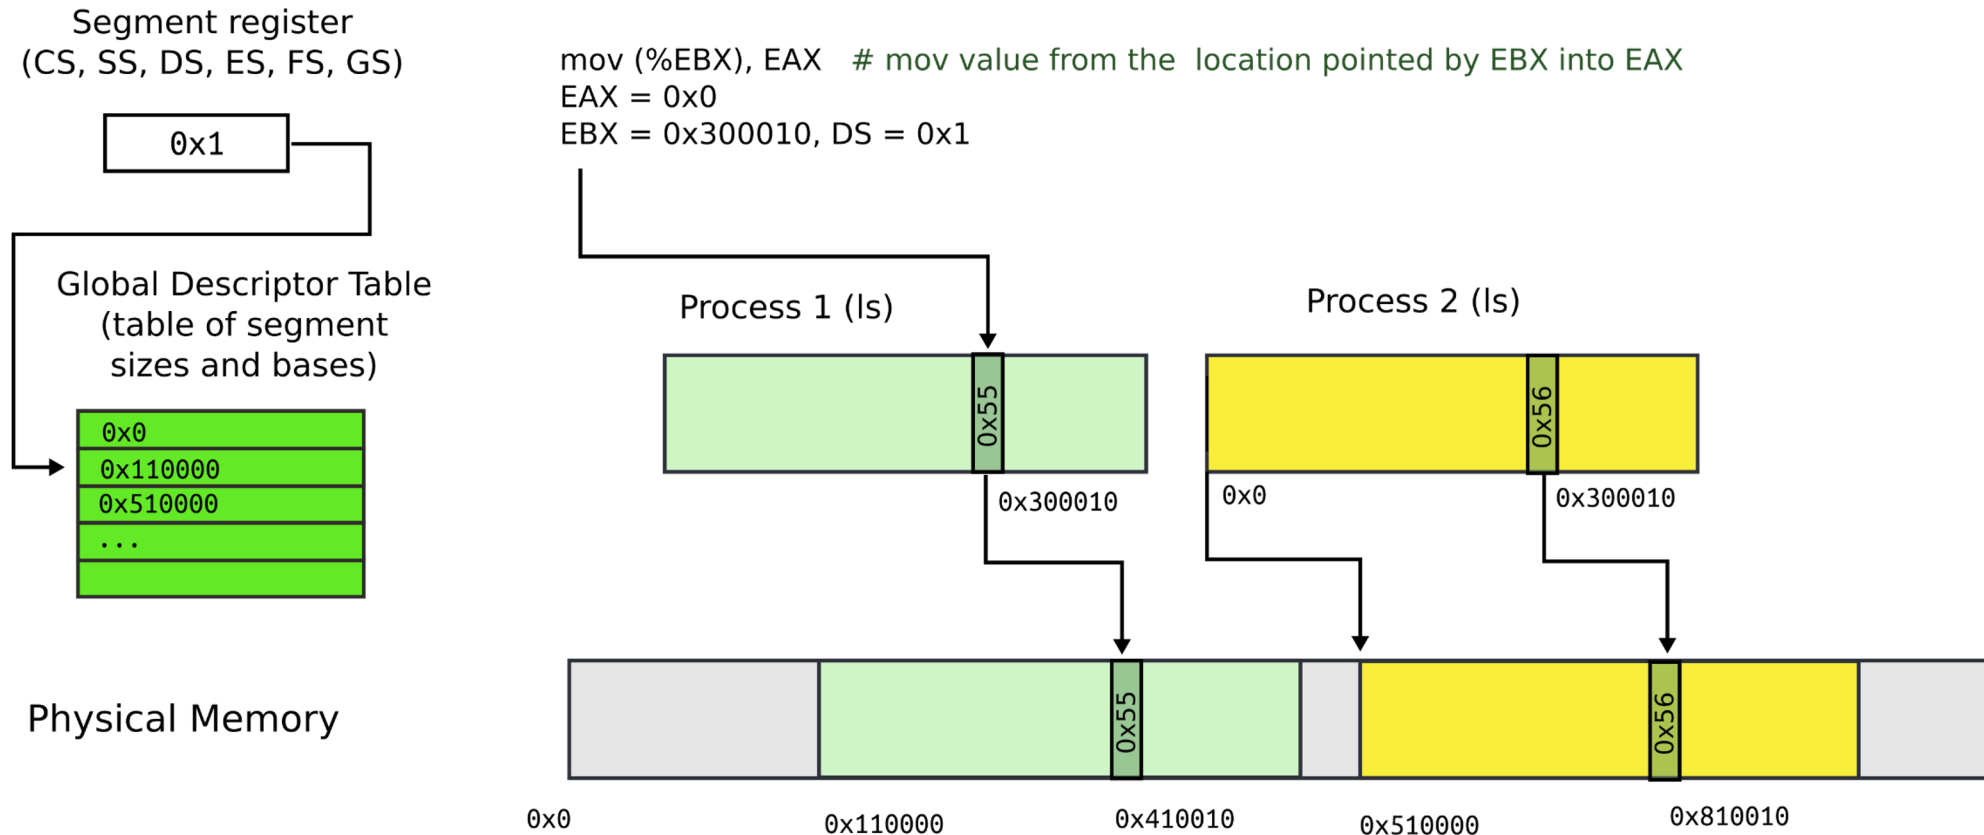 Segment register
(CS, SS, DS, ES, FS, GS)
0x1
mov (%EBX), EAX   # mov value from the  location pointed by EBX into EAX
EAX = 0x0
EBX = 0x300010, DS = 0x1
Global Descriptor Table
(table of segment
sizes and bases)
0x0
0x110000
0x510000
...
Process 1 (ls)
0x55
0x300010
Process 2 (ls)
0x56
0x0
0x300010
Physical Memory
0x55
0x56
0x0
0x110000
0x410010
0x510000
0x810010